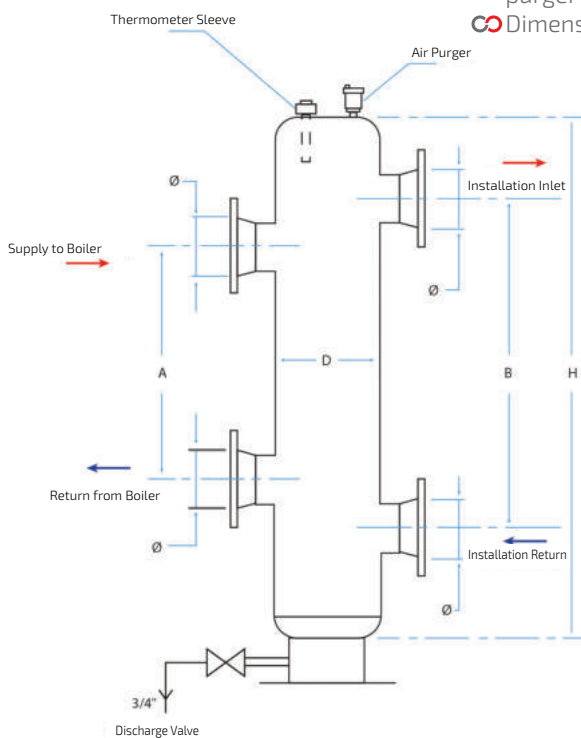 purger
Dimens
Thermometer Sleeve
Air Purger
Ø
Installation Inlet
Supply to Boiler
Ø
A
D
B
H
Return from Boiler
Installation Return
Ø
Ø
3/4"
Discharge Valve